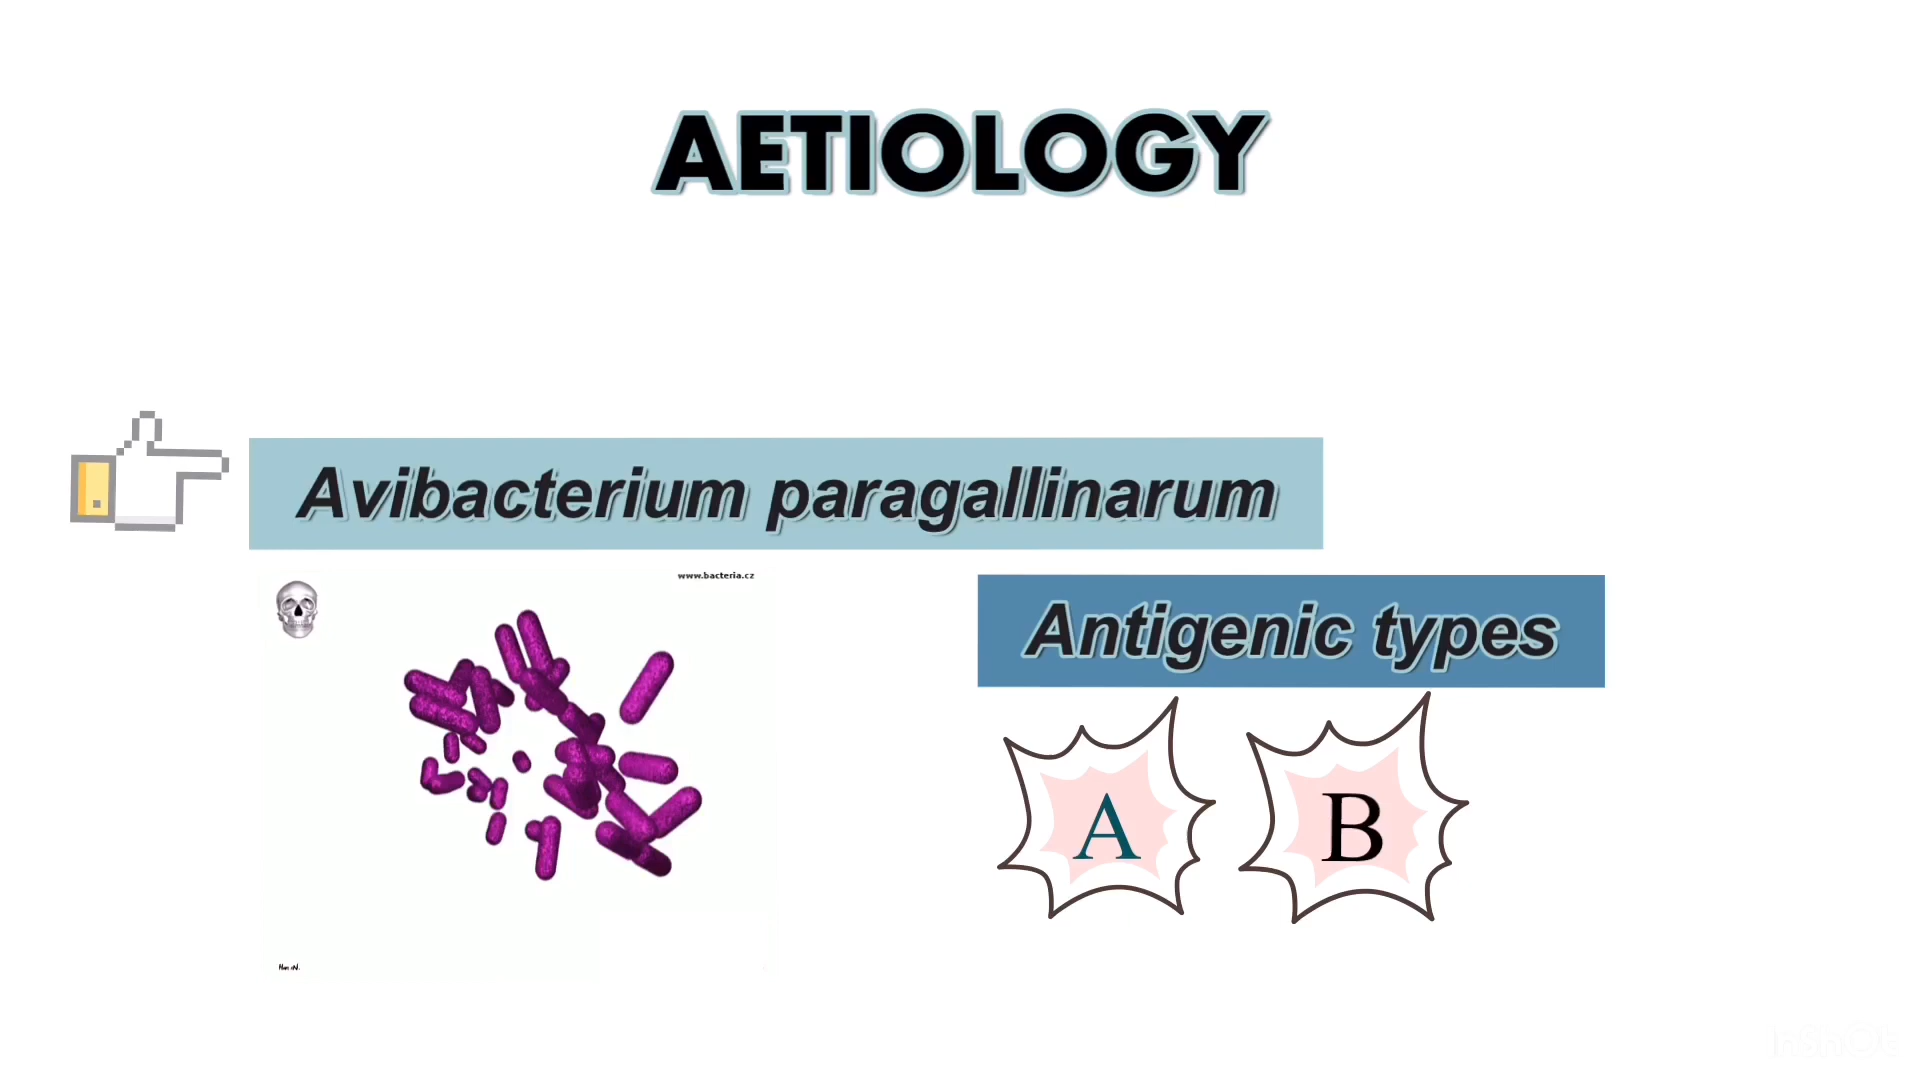 AETIOLOGY
Avibacterium paragallinarum
www.bacteria.cz
Antigenic types
A
B